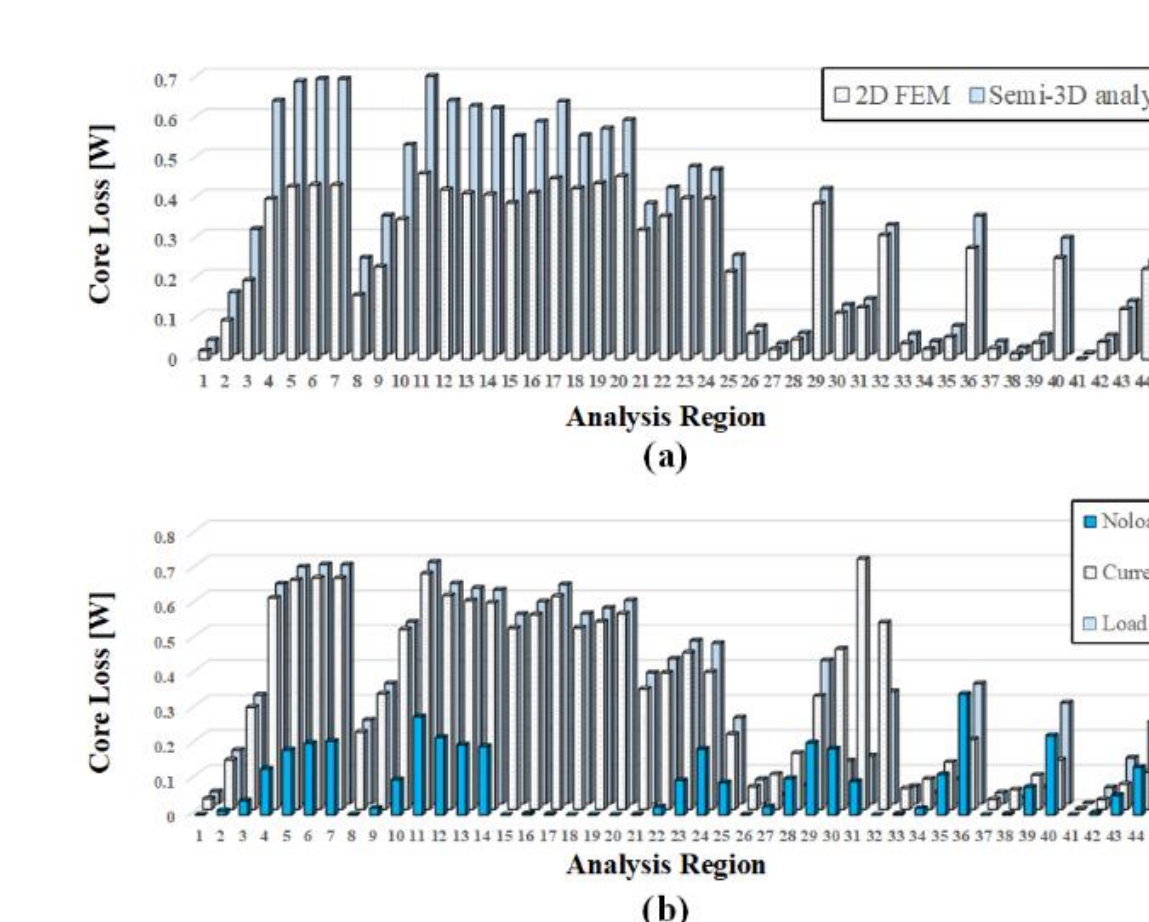 0.7
2D FEM Semi-3D analy
0.6
0.5
0.4
0.3
0.2
0.1
0
Core Loss [W]
1 2 3 4 5 6 7 8 9 10 11 12 13 14 15 16 17 18 19 20 21 22 23 24 25 26 27 28 29 30 31 32 33 34 35 36 37 38 39 40 41 42 43 44
Analysis Region
(a)
0.8
Noloa
0.7
Curre
0.6
Load
0.5
0.4
0.3
0.2
0.1
0
Core Loss [W]
1 2 3 4 5 6 7 8 9 10 11 12 13 14 15 16 17 18 19 20 21 22 23 24 25 26 27 28 29 30 31 32 33 34 35 36 37 38 39 40 41 42 43 44
Analysis Region
(b)